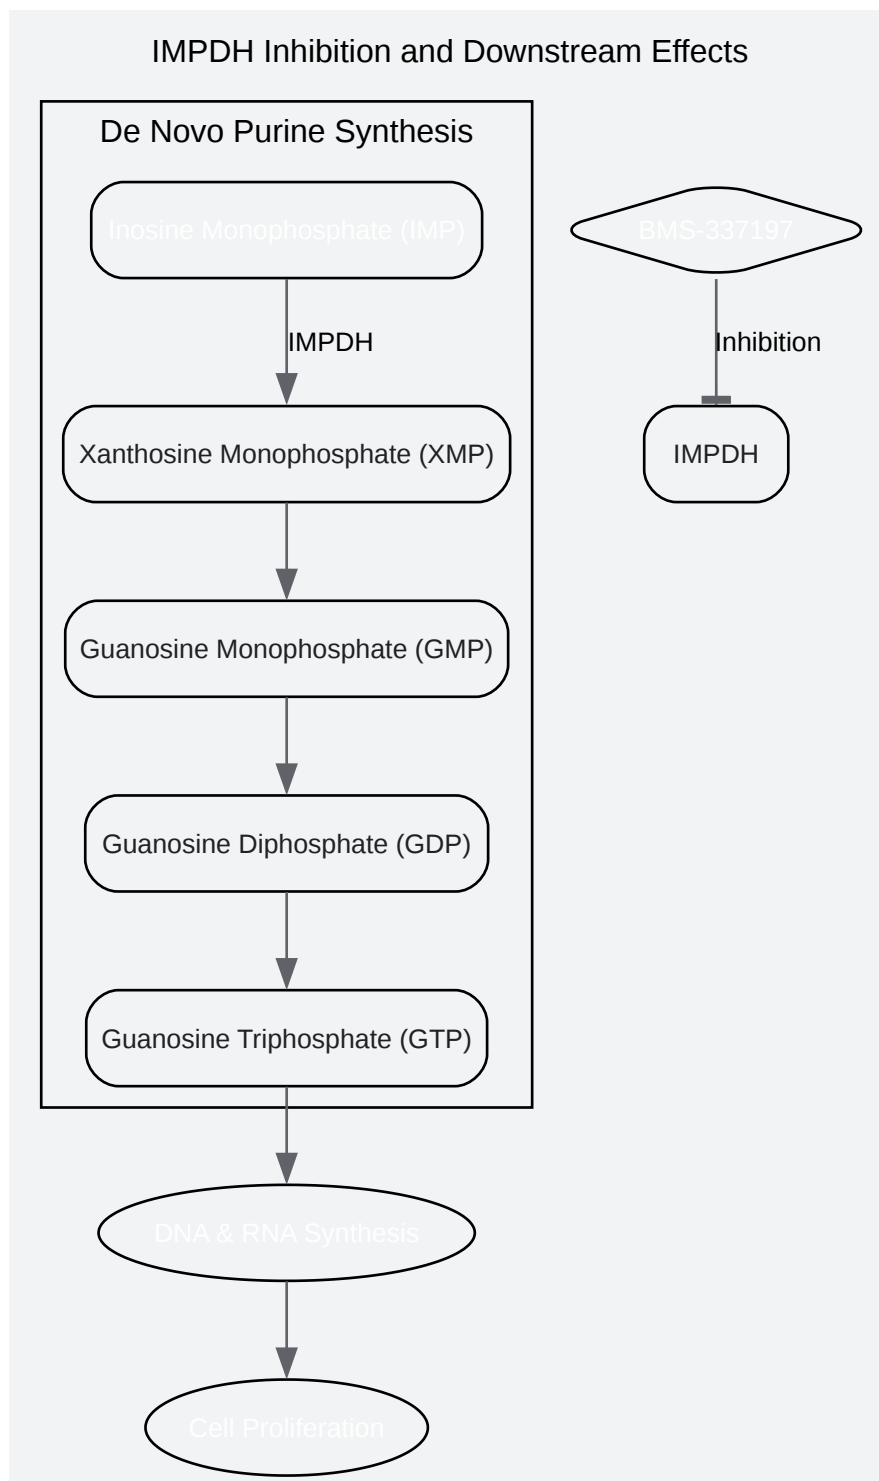 IMPDH Inhibition and Downstream Effects
De Novo Purine Synthesis
Inosine Monophosphate (IMP)
BMS-337197
IMPDH
Inhibition
Xanthosine Monophosphate (XMP)
IMPDH
Guanosine Monophosphate (GMP)
Guanosine Diphosphate (GDP)
Guanosine Triphosphate (GTP)
DNA & RNA Synthesis
Cell Proliferation